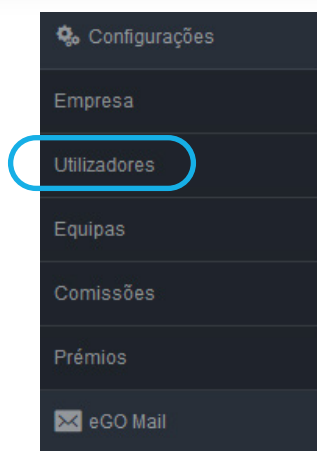 Configurações
Empresa
Utilizadores
Equipas
Comissões
Prémios
eGO Mail